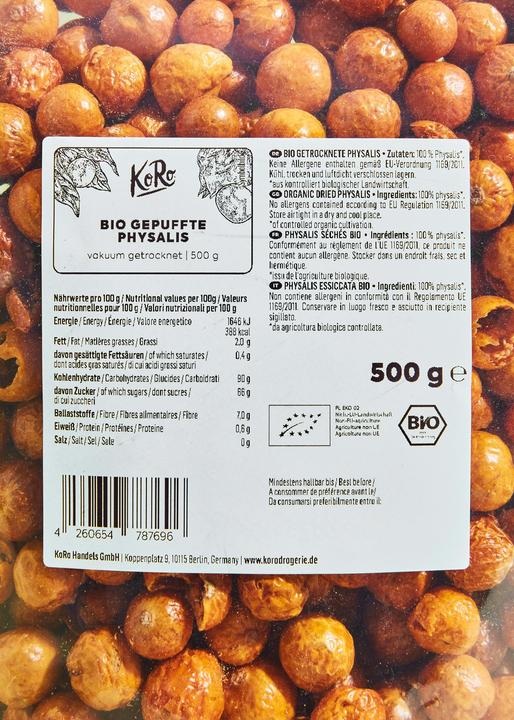 KoRo
BIO GEPUFFTE
PHYSALIS
vakuum getrocknet | 500 g
DE BIO GETROCKNETE PHYSALIS • Zutaten: 100 % Physalis*.
Keine Allergene enthalten gemäß EU-Verordnung 1169/2011.
Kühl, trocken und luftdicht verschlossen lagern.
*aus kontrolliert biologischer Landwirtschaft.
GB ORGANIC DRIED PHYSALIS • Ingredients: 100% physalis*.
No allergens contained according to EU Regulation 1169/2011.
Store airtight in a dry and cool place.
*of controlled organic cultivation.
FR PHYSALIS SÉCHÉS BIO • Ingrédients : 100% physalis*.
Conformément au règlement de l'UE 1169/2011, ce produit ne
contient aucun allergène. Stocker dans un endroit frais, sec et
hermétique.
*issu de l'agriculture biologique.
IT PHYSALIS ESSICCATA BIO • Ingredienti: 100% physalis*.
Non contiene allergeni in conformità con il Regolamento UE
1169/2011. Conservare in luogo fresco e asciutto in recipiente
sigillato.
*da agricoltura biologica controllata.
Nährwerte pro 100 g / Nutritional values per 100g / Valeurs
nutritionnelles pour 100 g / Valori nutrizionali per 100 g
Energie / Energy / Énergie / Valore energetico 1646 kJ
388 kcal
Fett / Fat / Matières grasses / Grassi 2,0 g
davon gesättigte Fettsäuren / of which saturates / 0,4 g
dont acides gras saturés / di cui acidi grassi saturi
Kohlenhydrate / Carbohydrates / Glucides / Carboidrati 90 g
davon Zucker / of which sugars / dont sucres / 66 g
di cui zuccheri
Ballaststoffe / Fibre / Fibres alimentaires / Fibre 7,0 g
Eiweiß / Protein / Protéines / Proteine 0,6 g
Salz / Salt / Sel / Sale 0 g
500 g ℮
PL EKO 02
Nicht-EU-Landwirtschaft
Non-EU-agriculture
Agriculture non UE
Agricoltura non UE
BiO
Mindestens haltbar bis / Best before /
A consommer de préférence avant le /
Da consumarsi preferibilmente entro il:
4 260654 787696
KoRo Handels GmbH | Koppenplatz 9, 10115 Berlin, Germany | www.korodrogerie.de